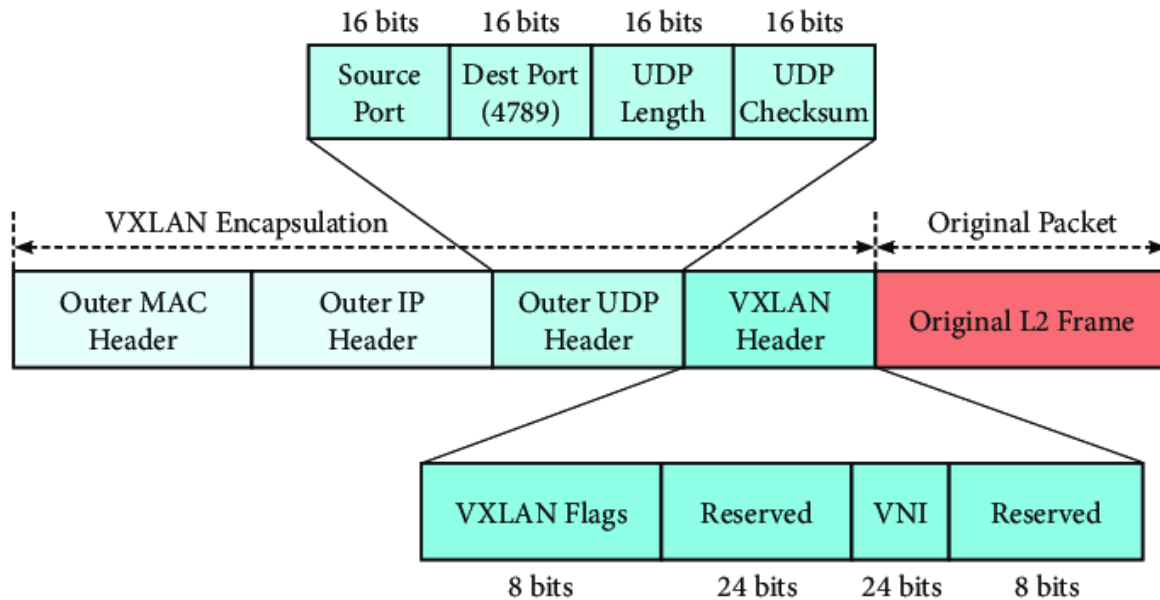 16 bits 16 bits 16 bits 16 bits
Source Port
Dest Port (4789)
UDP Length
UDP Checksum
VXLAN Encapsulation
Original Packet
Outer MAC Header
Outer IP Header
Outer UDP Header
VXLAN Header
Original L2 Frame
VXLAN Flags
Reserved
VNI
Reserved
8 bits 24 bits 24 bits 8 bits